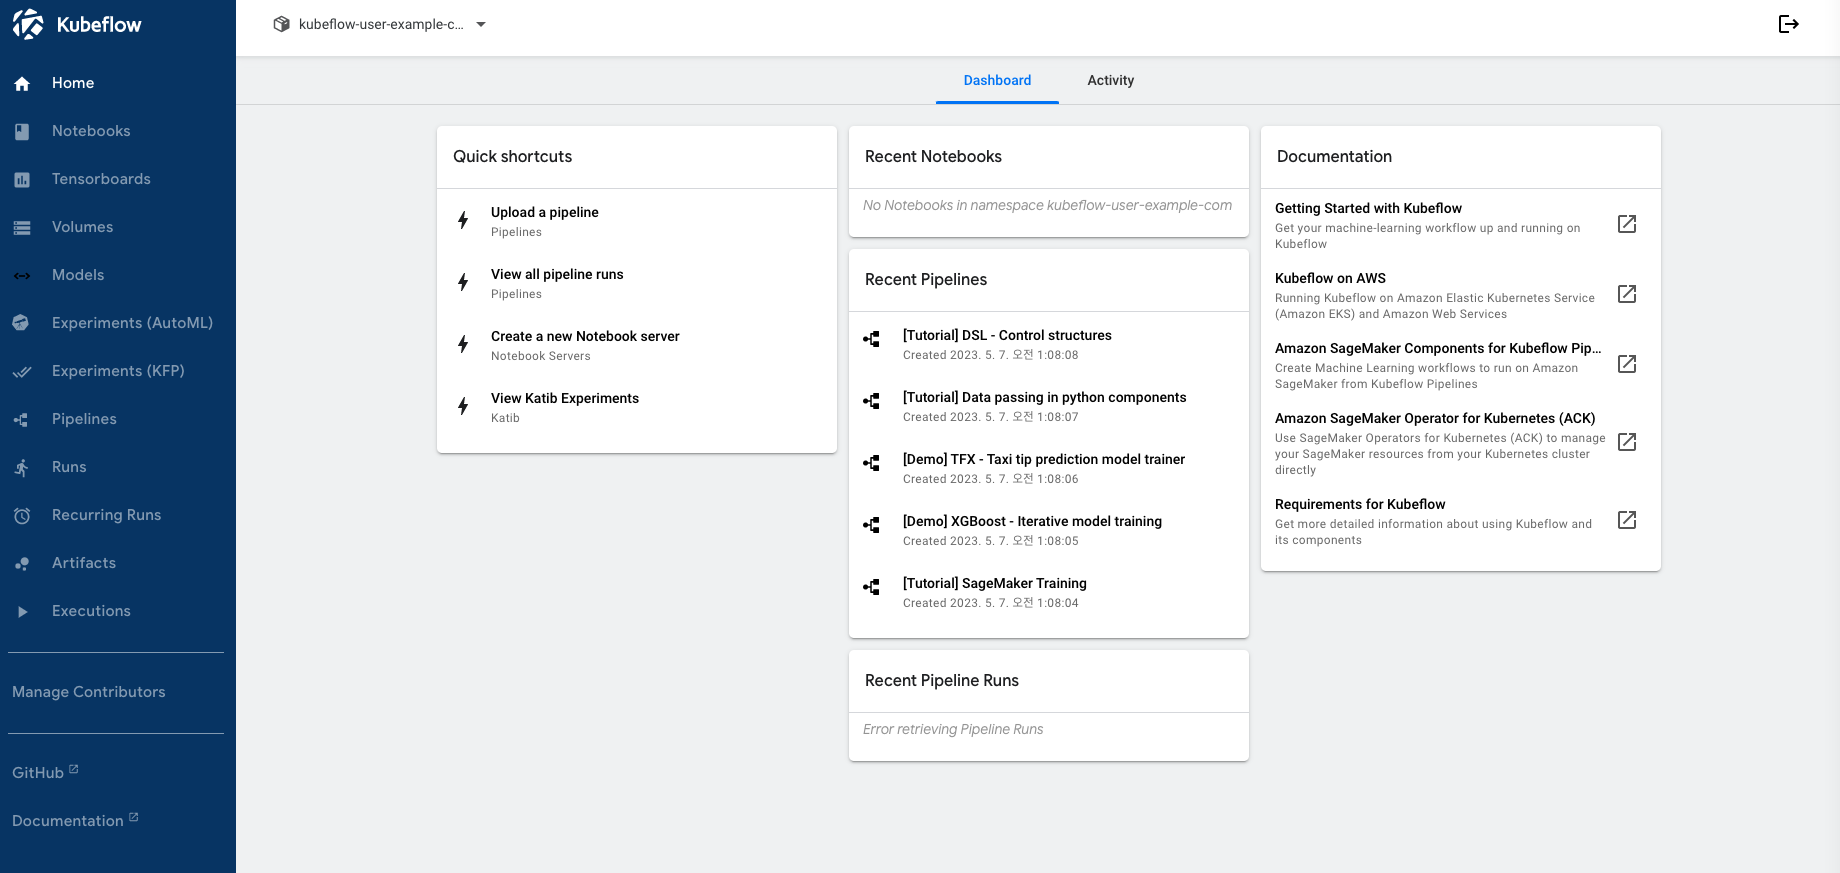 Kubeflow
Home
Notebooks
Tensorboards
Volumes
Models
Experiments (AutoML)
Experiments (KFP)
Pipelines
Runs
Recurring Runs
Artifacts
Executions
Manage Contributors
GitHub
Documentation
kubeflow-user-example-c...
Dashboard
Activity
Quick shortcuts
Upload a pipeline
Pipelines
View all pipeline runs
Pipelines
Create a new Notebook server
Notebook Servers
View Katib Experiments
Katib
Recent Notebooks
No Notebooks in namespace kubeflow-user-example-com
Recent Pipelines
[Tutorial] DSL - Control structures
Created 2023. 5. 7. 오전 1:08:08
[Tutorial] Data passing in python components
Created 2023. 5. 7. 오전 1:08:07
[Demo] TFX - Taxi tip prediction model trainer
Created 2023. 5. 7. 오전 1:08:06
[Demo] XGBoost - Iterative model training
Created 2023. 5. 7. 오전 1:08:05
[Tutorial] SageMaker Training
Created 2023. 5. 7. 오전 1:08:04
Recent Pipeline Runs
Error retrieving Pipeline Runs
Documentation
Getting Started with Kubeflow
Get your machine-learning workflow up and running on
Kubeflow
Kubeflow on AWS
Running Kubeflow on Amazon Elastic Kubernetes Service
(Amazon EKS) and Amazon Web Services
Amazon SageMaker Components for Kubeflow Pip...
Create Machine Learning workflows to run on Amazon
SageMaker from Kubeflow Pipelines
Amazon SageMaker Operator for Kubernetes (ACK)
Use SageMaker Operators for Kubernetes (ACK) to manage
your SageMaker resources from your Kubernetes cluster
directly
Requirements for Kubeflow
Get more detailed information about using Kubeflow and
its components